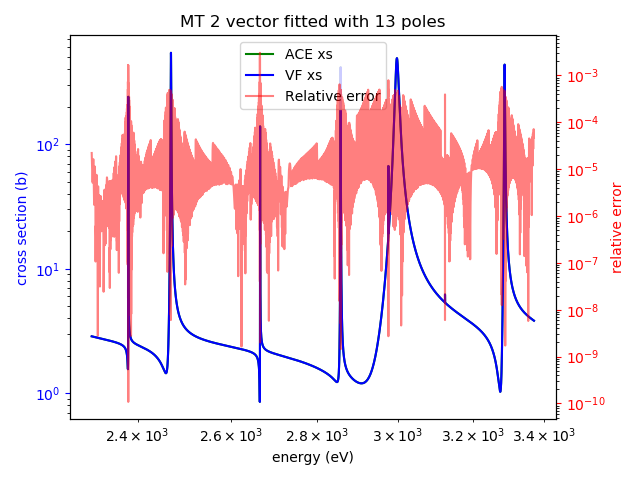 MT 2 vector fitted with 13 poles
ACE xs
VF xs
Relative error
10² 10¹ 10⁰
cross section (b)
10⁻³ 10⁻⁴ 10⁻⁵ 10⁻⁶ 10⁻⁷ 10⁻⁸ 10⁻⁹ 10⁻¹⁰
relative error
2.4 × 10³ 2.6 × 10³ 2.8 × 10³ 3 × 10³ 3.2 × 10³ 3.4 × 10³
energy (eV)